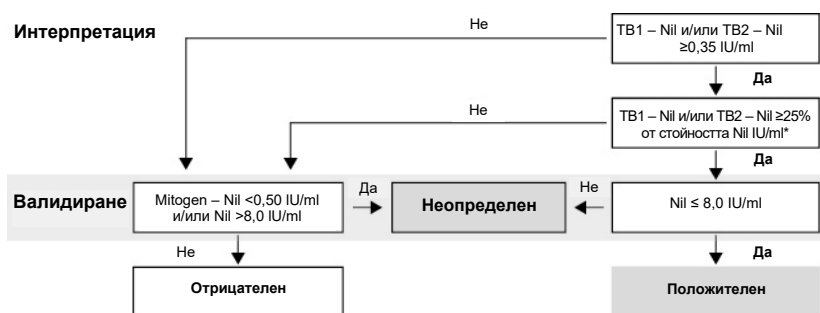 Интерпретация
Не
TB1 – Nil и/или TB2 – Nil
≥0,35 IU/ml
Да
Не
TB1 – Nil и/или TB2 – Nil ≥25%
от стойността Nil IU/ml*
Да
Валидиране
Mitogen – Nil <0,50 IU/ml
и/или Nil >8,0 IU/ml
Да
Неопределен
Не
Nil ≤ 8,0 IU/ml
Не
Да
Отрицателен
Положителен